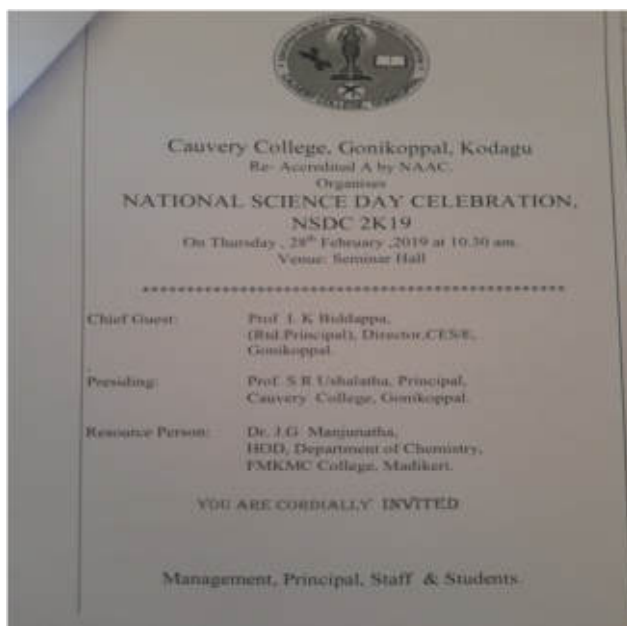 Cauvery College, Gonikoppal, Kodagu
Re- Accredited A by NAAC.
Organises
NATIONAL SCIENCE DAY CELEBRATION,
NSDC 2K19
On Thursday , 28th February ,2019 at 10.30 am.
Venue: Seminar Hall
Chief Guest: Prof I. K Biddappa,
(Rtd.Principal), Director,CES®,
Gonikoppal.
Presiding: Prof. S R Ushalatha, Principal,
Cauvery College, Gonikoppal.
Resource Person: Dr. J.G Manjunatha,
HOD, Department of Chemistry,
FMKMC College, Madikeri.
YOU ARE CORDIALLY INVITED
Management, Principal, Staff & Students.